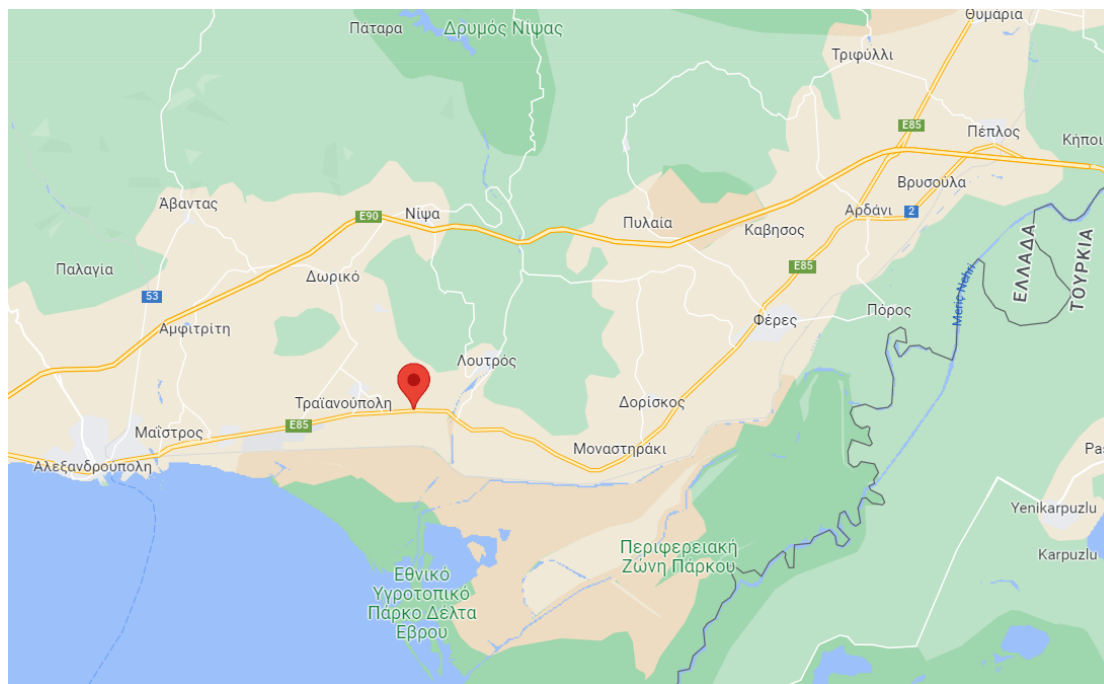 Θυμαριά
Πάταρα
Δρυμός Νίψας
Τριφύλλι
E85
Πέπλος
Κήποι
Βρυσούλα
Άβαντας
E90
Νίψα
Πυλαία
Κάβησος
Αρδάνι
2
Παλαγία
Δωρικό
E85
ΕΛΛΑΔΑ
ΤΟΥΡΚΙΑ
53
Meriç Nehri
Αμφιτρίτη
Φέρες
Πόρος
Λουτρός
Τραϊανούπολη
Δορίσκος
E85
Μαΐστρος
Μοναστηράκι
Αλεξανδρούπολη
Pas
Yenikarpuzlu
Περιφερειακή
Ζώνη Πάρκου
Karpuzlu
Εθνικό
Υγροτοπικό
Πάρκο Δέλτα
Έβρου